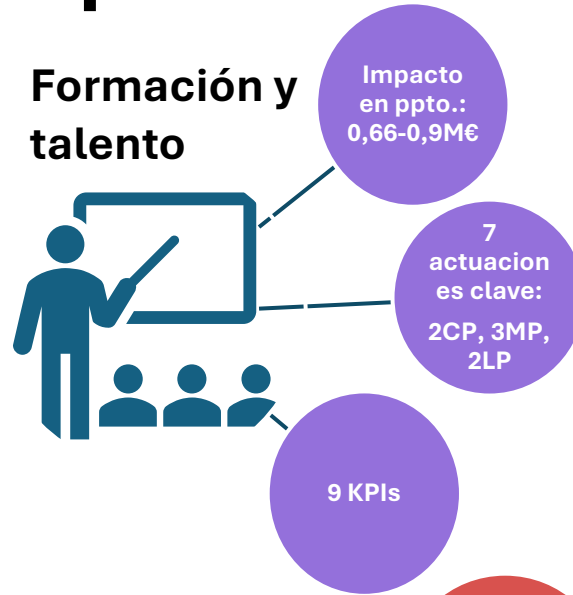 Formación y
talento
Impacto
en ppto.:
0,66-0,9M€
7
actuacion
es clave:
2CP, 3MP,
2LP
9 KPIs